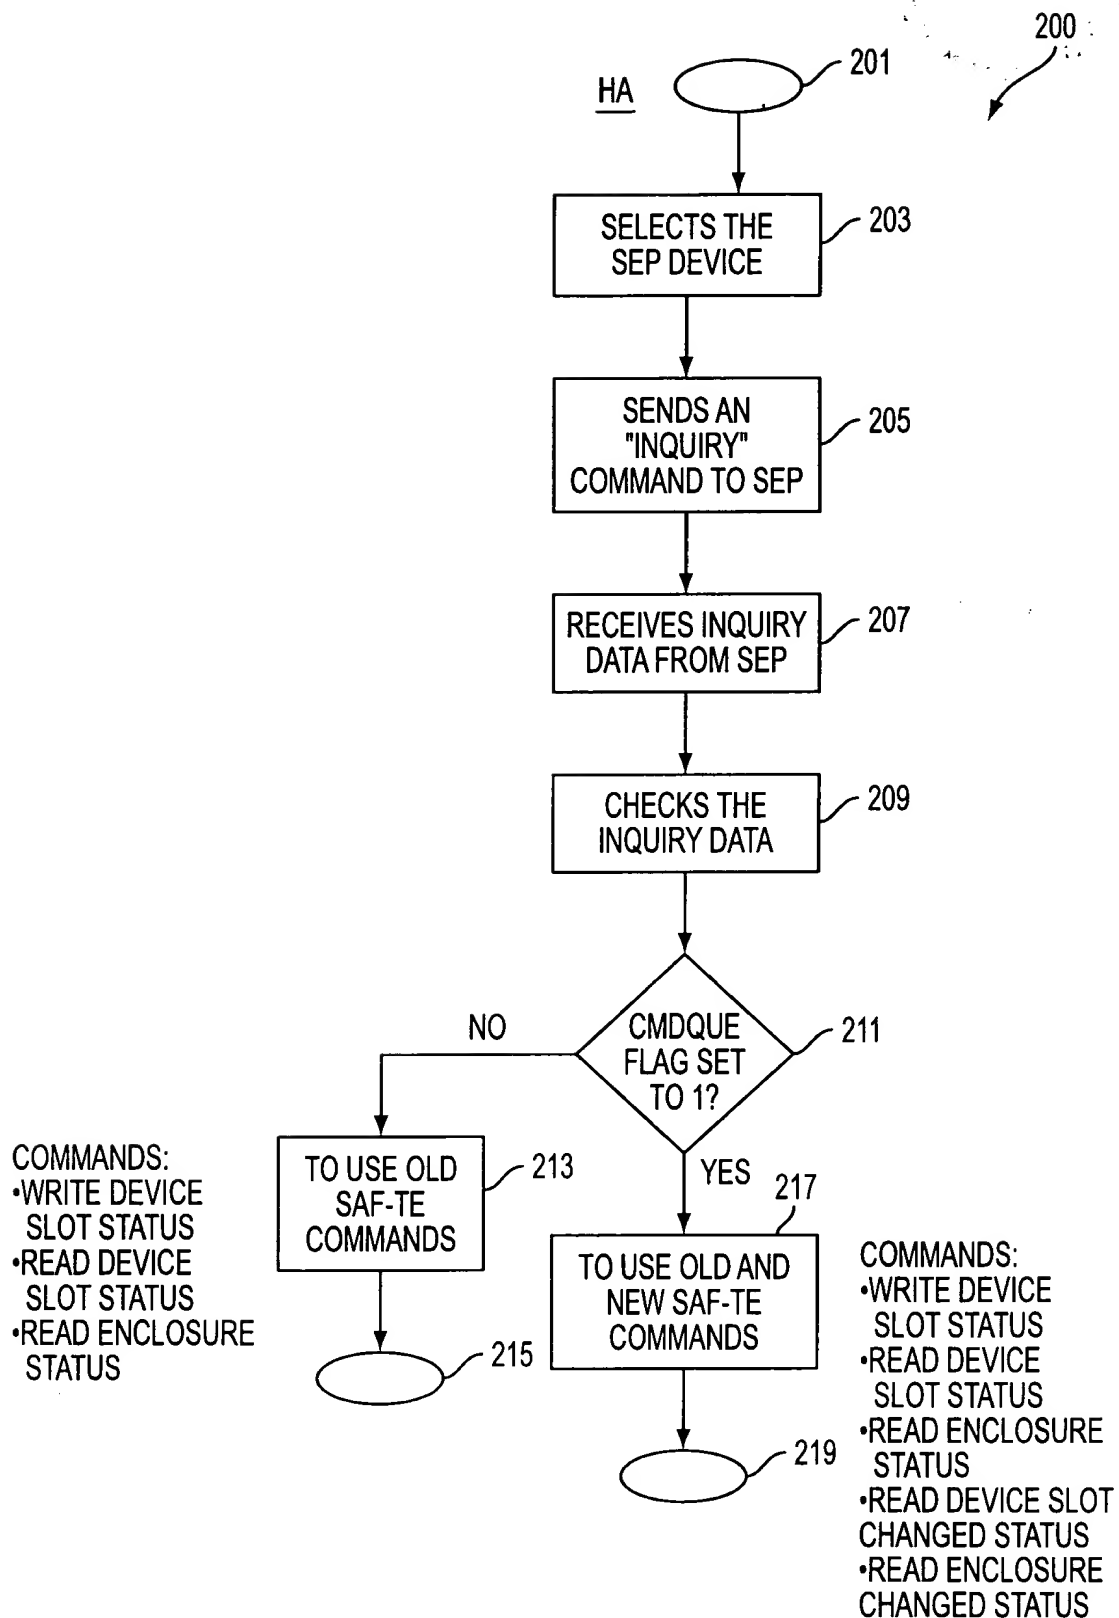 200
201
HA
SELECTS THE
SEP DEVICE
203
SENDS AN
"INQUIRY"
COMMAND TO SEP
205
RECEIVES INQUIRY
DATA FROM SEP
207
CHECKS THE
INQUIRY DATA
209
CMDQUE
FLAG SET
TO 1?
211
NO
YES
COMMANDS:
•WRITE DEVICE
SLOT STATUS
•READ DEVICE
SLOT STATUS
•READ ENCLOSURE
STATUS
TO USE OLD
SAF-TE
COMMANDS
213
215
217
TO USE OLD AND
NEW SAF-TE
COMMANDS
219
COMMANDS:
•WRITE DEVICE
SLOT STATUS
•READ DEVICE
SLOT STATUS
•READ ENCLOSURE
STATUS
•READ DEVICE SLOT
CHANGED STATUS
•READ ENCLOSURE
CHANGED STATUS